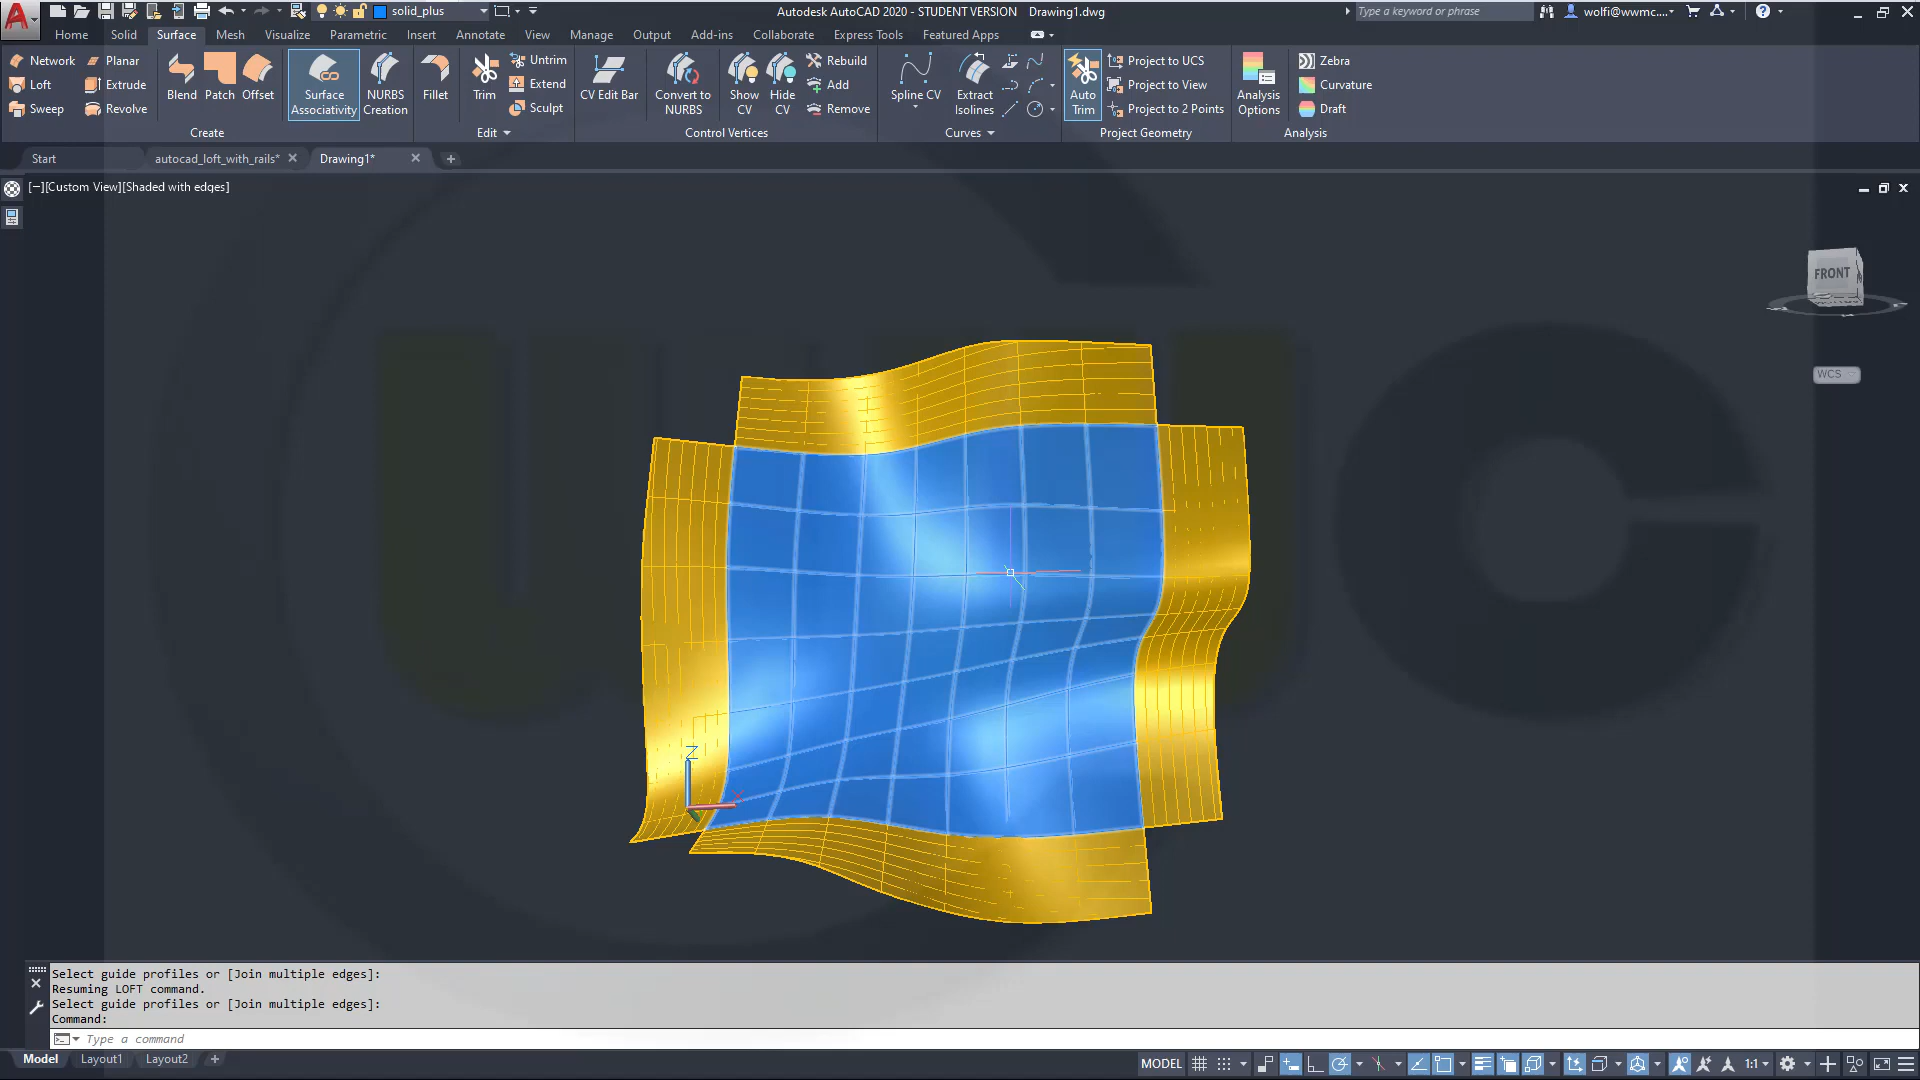 solid_plus
Autodesk AutoCAD 2020 - STUDENT VERSION Drawing1.dwg
Type a keyword or phrase
wolfi@wwmc....
Home Solid Surface Mesh Visualize Parametric Insert Annotate View Manage Output Add-ins Collaborate Express Tools Featured Apps
Network Planar
Loft Extrude
Sweep Revolve
Blend Patch Offset
Create
Surface Associativity
NURBS Creation
Fillet
Trim
Untrim
Extend
Sculpt
Edit
CV Edit Bar
Convert to NURBS
Show CV
Hide CV
Rebuild
Add
Remove
Control Vertices
Spline CV
Extract Isolines
Curves
Auto Trim
Project to UCS
Project to View
Project to 2 Points
Project Geometry
Analysis Options
Zebra
Curvature
Draft
Analysis
Start autocad_loft_with_rails* Drawing1*
[−][Custom View][Shaded with edges]
FRONT
WCS
Z
X
Select guide profiles or [Join multiple edges]:
Resuming LOFT command.
Select guide profiles or [Join multiple edges]:
Command:
Type a command
Model Layout1 Layout2
MODEL
1:1